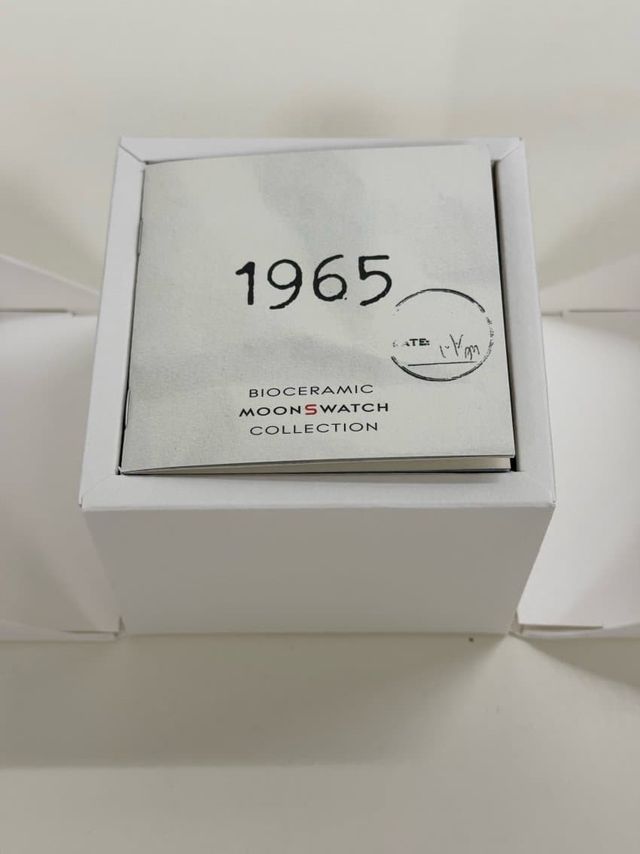 1965
ATE:
BIOCERAMIC
MOONSWATCH
COLLECTION